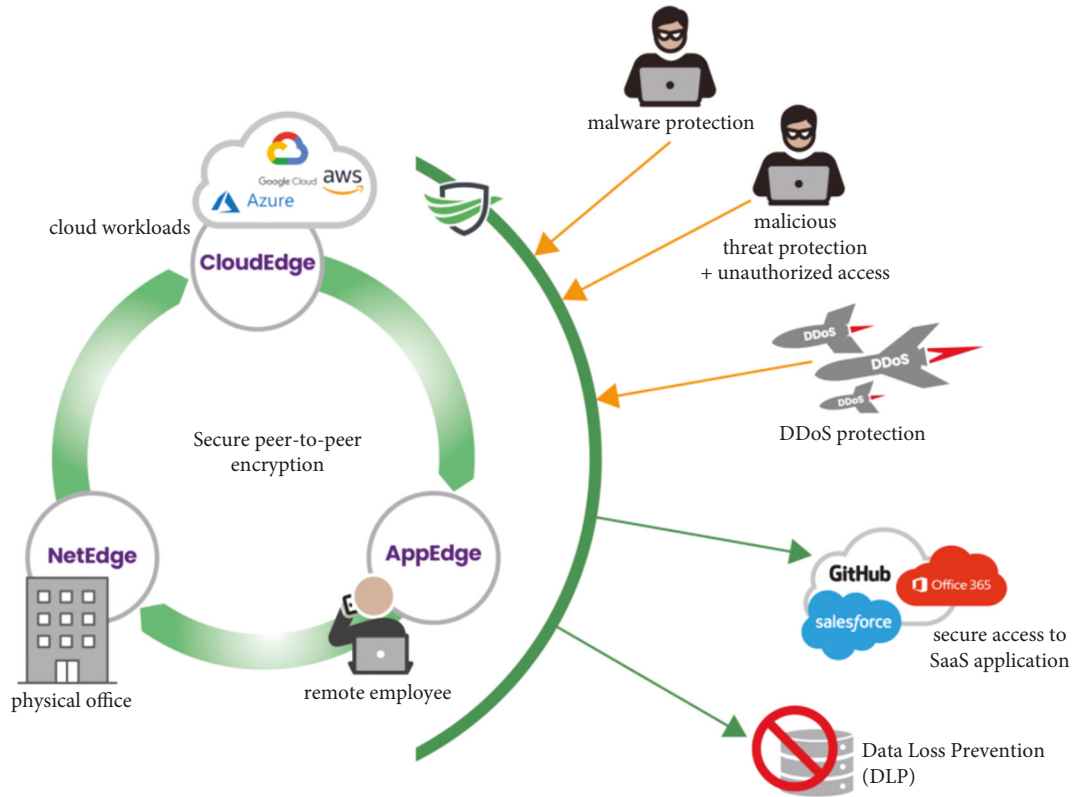 malware protection
malicious
threat protection
+ unauthorized access
Google Cloud
aws
Azure
cloud workloads
CloudEdge
DDoS
DDoS
DDoS
DDoS protection
Secure peer-to-peer
encryption
NetEdge
AppEdge
physical office
remote employee
GitHub
Office 365
salesforce
secure access to
SaaS application
Data Loss Prevention
(DLP)